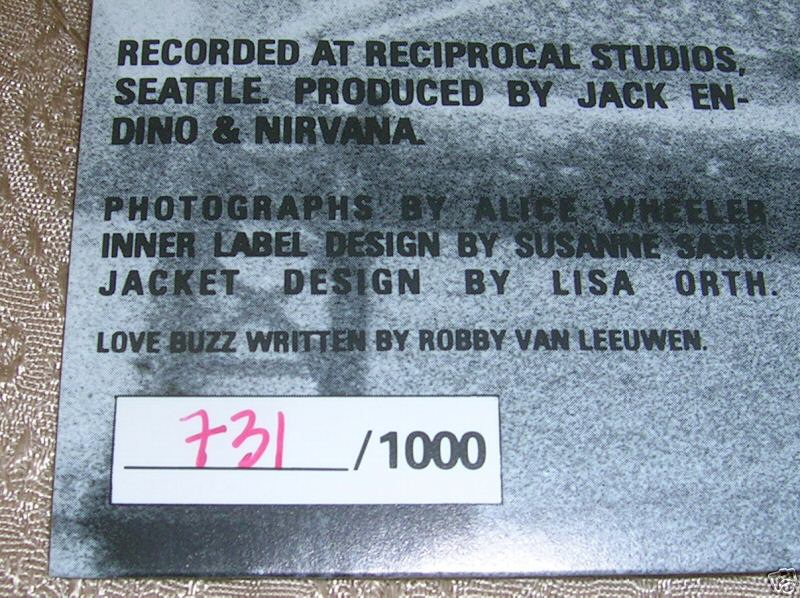 RECORDED AT RECIPROCAL STUDIOS,
SEATTLE. PRODUCED BY JACK EN-
DINO & NIRVANA.
PHOTOGRAPHS BY ALICE WHEELER
INNER LABEL DESIGN BY SUSANNE SASIC.
JACKET DESIGN BY LISA ORTH.
LOVE BUZZ WRITTEN BY ROBBY VAN LEEUWEN.
731/1000